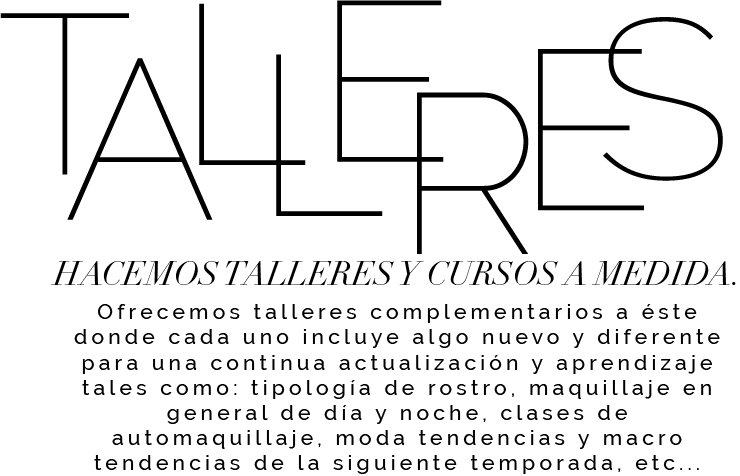 TALLERES
HACEMOS TALLERES Y CURSOS A MEDIDA.
Ofrecemos talleres complementarios a éste
donde cada uno incluye algo nuevo y diferente
para una continua actualización y aprendizaje
tales como: tipología de rostro, maquillaje en
general de día y noche, clases de
automaquillaje, moda tendencias y macro
tendencias de la siguiente temporada, etc...